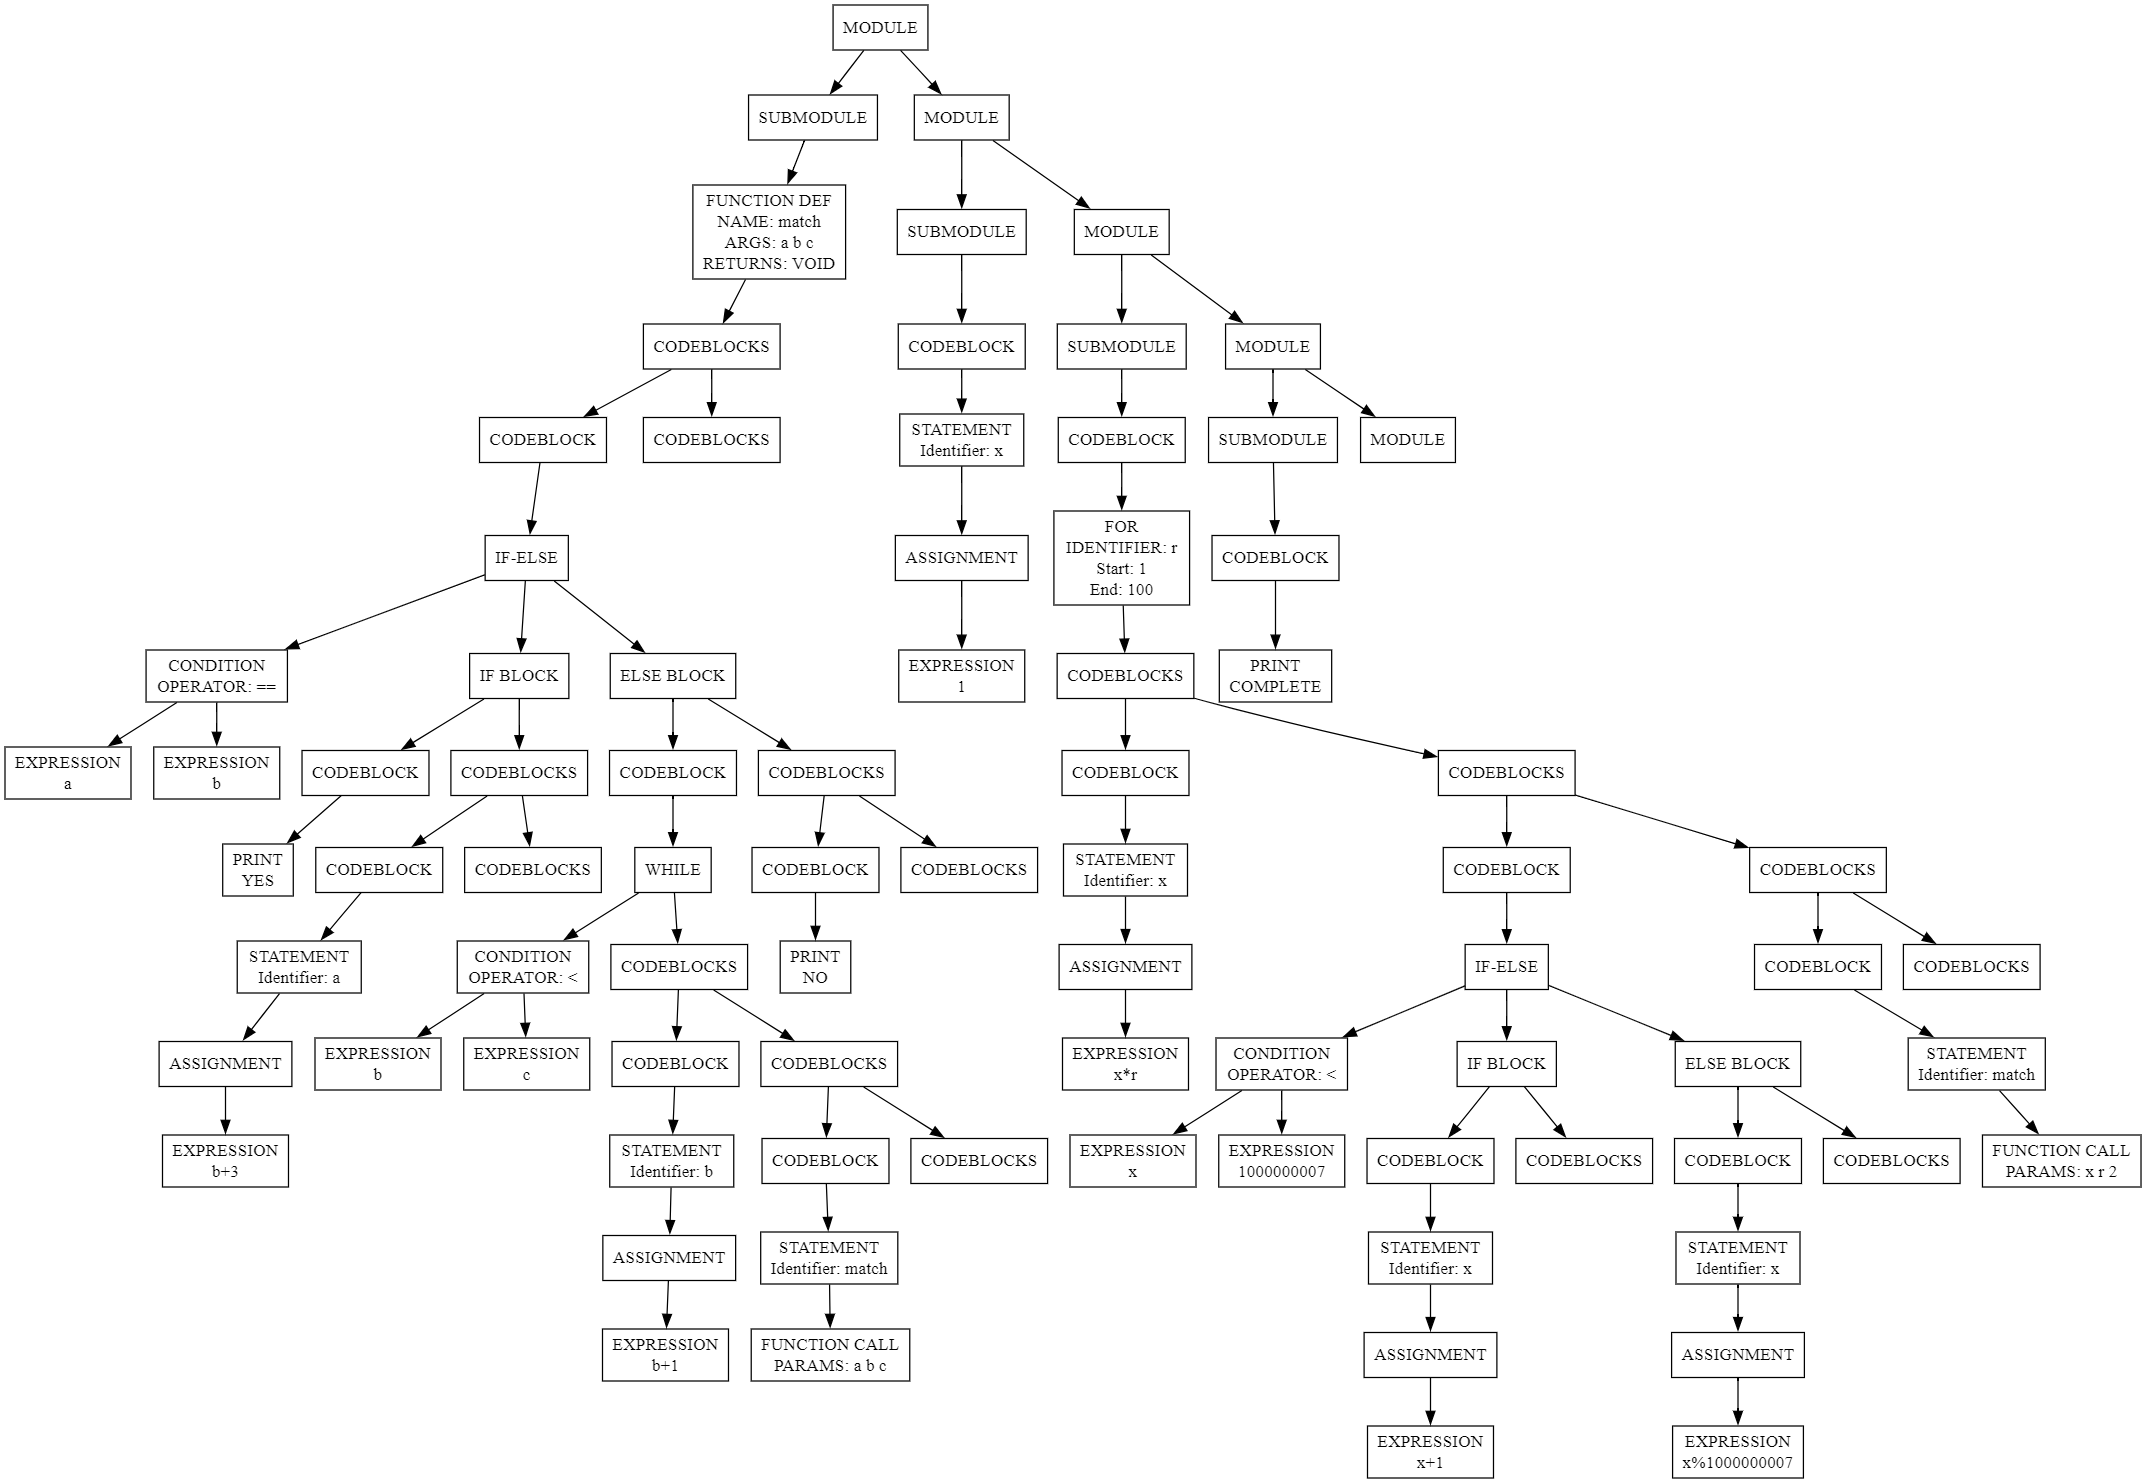 MODULE
SUBMODULE
MODULE
FUNCTION DEF
NAME: match
ARGS: a b c
RETURNS: VOID
SUBMODULE
MODULE
CODEBLOCKS
CODEBLOCK
SUBMODULE
MODULE
CODEBLOCK
CODEBLOCKS
STATEMENT
Identifier: x
CODEBLOCK
SUBMODULE
MODULE
IF-ELSE
ASSIGNMENT
FOR
IDENTIFIER: r
Start: 1
End: 100
CODEBLOCK
CONDITION
OPERATOR: ==
IF BLOCK
ELSE BLOCK
EXPRESSION
1
CODEBLOCKS
PRINT
COMPLETE
EXPRESSION
a
EXPRESSION
b
CODEBLOCK
CODEBLOCKS
CODEBLOCK
CODEBLOCKS
CODEBLOCK
CODEBLOCKS
PRINT
YES
CODEBLOCK
CODEBLOCKS
WHILE
CODEBLOCK
CODEBLOCKS
STATEMENT
Identifier: x
CODEBLOCK
CODEBLOCKS
STATEMENT
Identifier: a
CONDITION
OPERATOR: <
CODEBLOCKS
PRINT
NO
ASSIGNMENT
IF-ELSE
CODEBLOCK
CODEBLOCKS
ASSIGNMENT
EXPRESSION
b
EXPRESSION
c
CODEBLOCK
CODEBLOCKS
EXPRESSION
x*r
CONDITION
OPERATOR: <
IF BLOCK
ELSE BLOCK
STATEMENT
Identifier: match
EXPRESSION
b+3
STATEMENT
Identifier: b
CODEBLOCK
CODEBLOCKS
EXPRESSION
x
EXPRESSION
1000000007
CODEBLOCK
CODEBLOCKS
CODEBLOCK
CODEBLOCKS
FUNCTION CALL
PARAMS: x r 2
ASSIGNMENT
STATEMENT
Identifier: match
STATEMENT
Identifier: x
STATEMENT
Identifier: x
EXPRESSION
b+1
FUNCTION CALL
PARAMS: a b c
ASSIGNMENT
ASSIGNMENT
EXPRESSION
x+1
EXPRESSION
x%1000000007